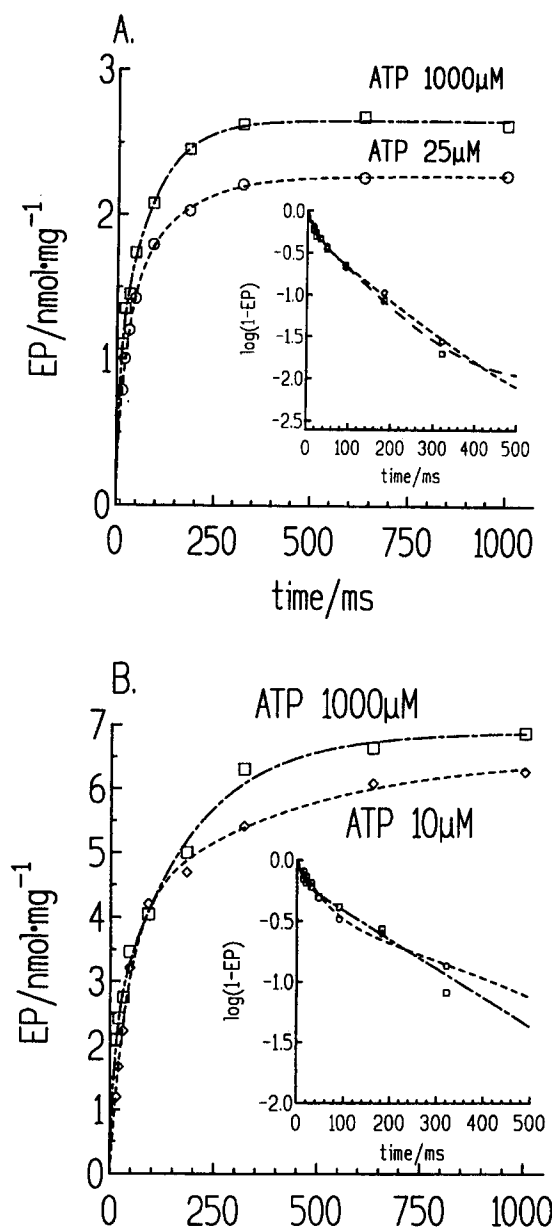 A.
3
2
1
0
EP/nmol·mg⁻¹
ATP 1000µM
ATP 25µM
0.0
-0.5
-1.0
-1.5
-2.0
-2.5
log(1-EP)
0 100 200 300 400 500
time/ms
0 250 500 750 1000
time/ms
B.
7
6
5
4
3
2
1
0
EP/nmol·mg⁻¹
ATP 1000µM
ATP 10µM
0.0
-0.5
-1.0
-1.5
-2.0
log(1-EP)
0 100 200 300 400 500
time/ms
0 250 500 750 1000